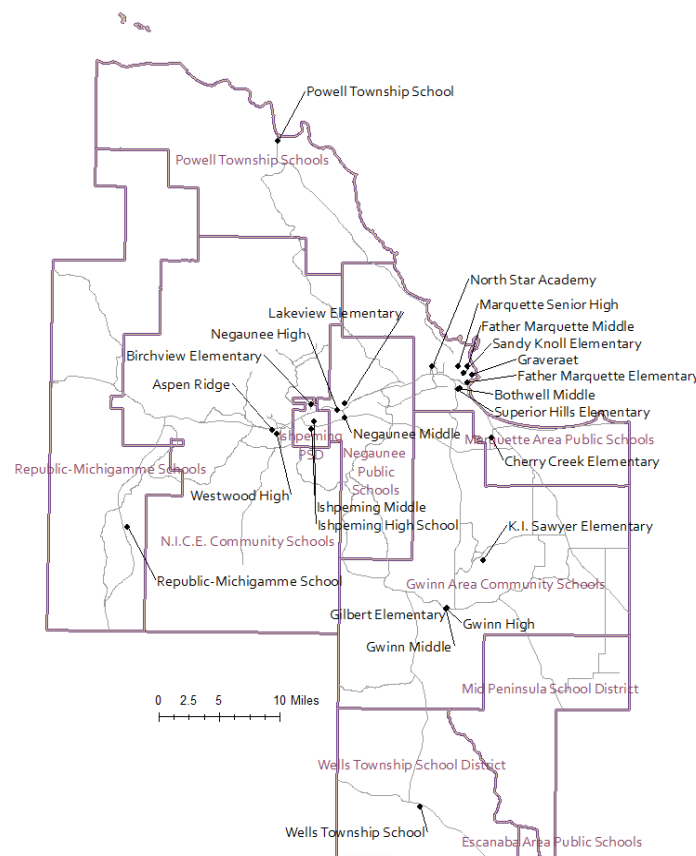 Powell Township School
Powell Township Schools
North Star Academy
Marquette Senior High
Lakeview Elementary
Father Marquette Middle
Negaunee High
Sandy Knoll Elementary
Birchview Elementary
Graveraet
Father Marquette Elementary
Aspen Ridge
Bothwell Middle
Superior Hills Elementary
Ishpeming
PSD
Negaunee Middle
Marquette Area Public Schools
Negaunee
Public
Schools
Cherry Creek Elementary
Republic-Michigamme Schools
Westwood High
Ishpeming Middle
Ishpeming High School
K.I. Sawyer Elementary
N.I.C.E. Community Schools
Republic-Michigamme School
Gwinn Area Community Schools
Gilbert Elementary
Gwinn High
Gwinn Middle
Mid Peninsula School District
0 2.5 5 10 Miles
Wells Township School District
Wells Township School
Escanaba Area Public Schools